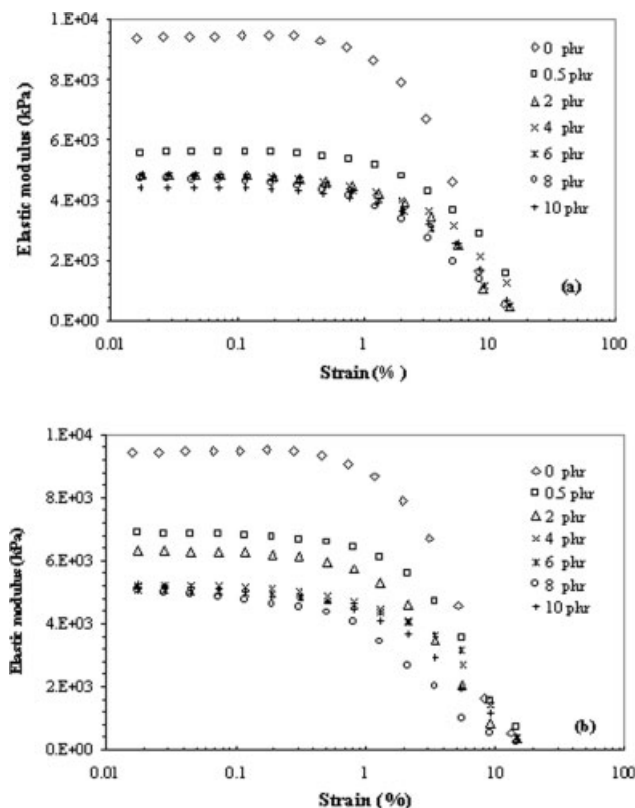 1.E+04
8.E+03
6.E+03
4.E+03
2.E+03
0.E+00
Elastic modulus (kPa)
0.01 0.1 1 10 100
Strain (% )
0 phr
0.5 phr
2 phr
4 phr
6 phr
8 phr
10 phr
(a)
1.E+04
8.E+03
6.E+03
4.E+03
2.E+03
0.E+00
Elastic modulus (kPa)
0.01 0.1 1 10 100
Strain (%)
0 phr
0.5 phr
2 phr
4 phr
6 phr
8 phr
10 phr
(b)